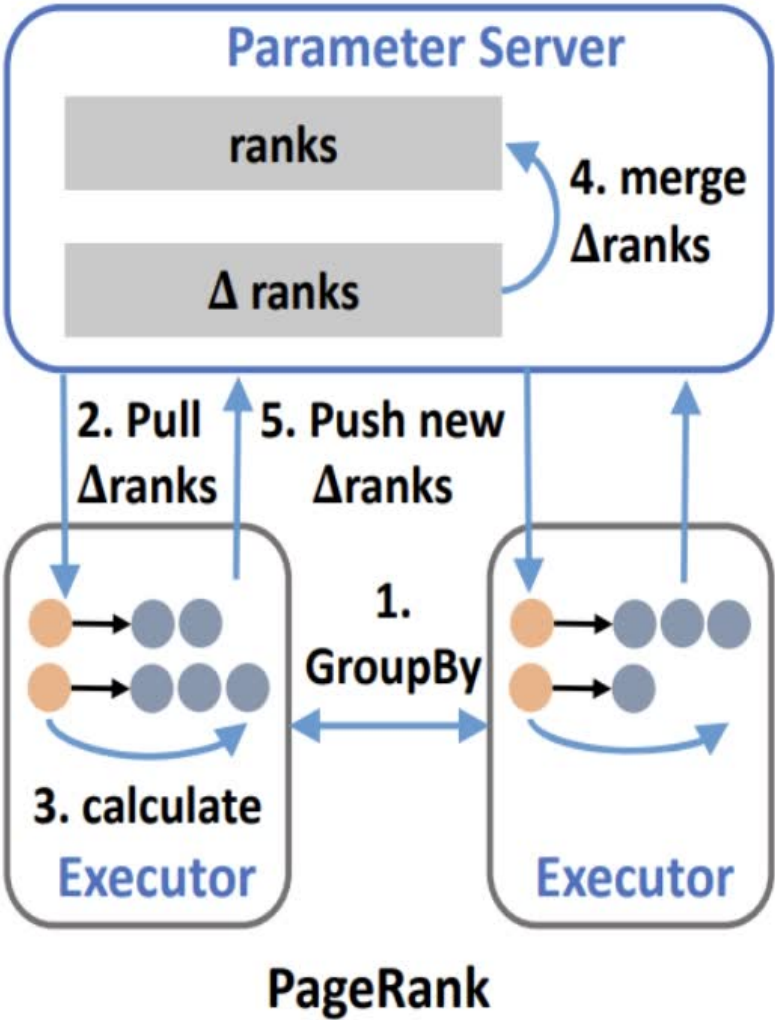 Parameter Server
ranks
4. merge
Δranks
Δ ranks
2. Pull
Δranks
5. Push new
Δranks
1.
GroupBy
3. calculate
Executor
Executor
PageRank